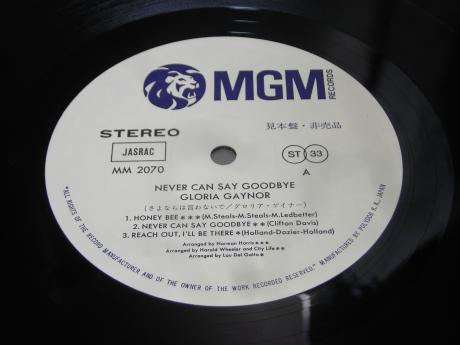 MGM
RECORDS
STEREO
見本盤・非売品
JASRAC
ST 33
MM 2070
A
NEVER CAN SAY GOODBYE
GLORIA GAYNOR
(さよならは言わないで/グロリア・ゲイナー)
1. HONEY BEE★★★(M.Steals-M.Steals-M.Ledbetter)
2. NEVER CAN SAY GOODBYE★★(Clifton Davis)
3. REACH OUT, I'LL BE THERE★(Holland-Dozier-Holland)
Arranged by Norman Harris★★★
Arranged by Harold Wheeler and City Life★★
Arranged by Lou Del Gatto★
"ALL RIGHTS OF THE RECORD MANUFACTURER AND OF THE OWNER OF THE WORK RECORDED RESERVED." MANUFACTURED BY POLYDOR K.K., JAPAN